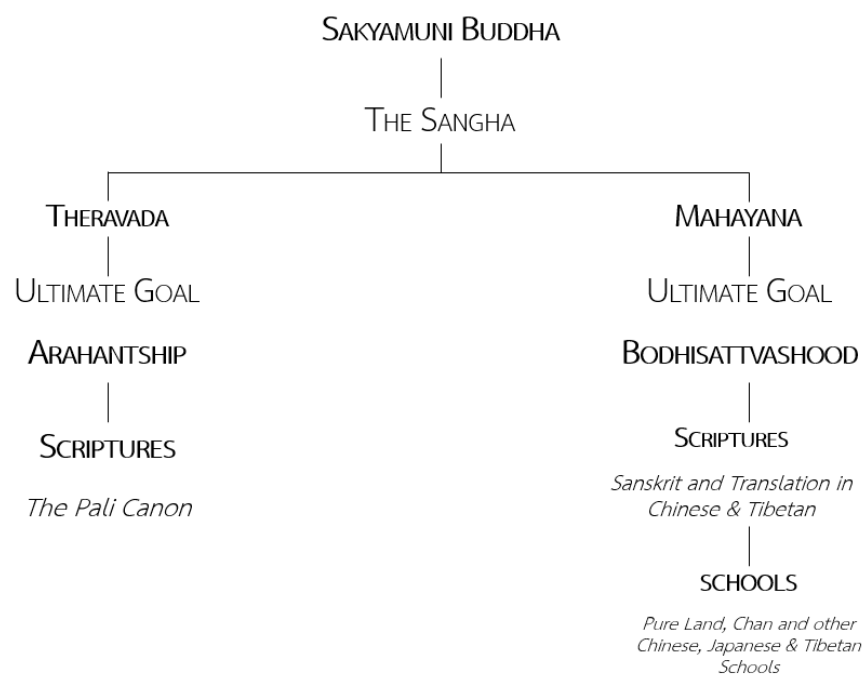 SAKYAMUNI BUDDHA
THE SANGHA
THERAVADA
ULTIMATE GOAL
ARAHANTSHIP
SCRIPTURES
The Pali Canon
MAHAYANA
ULTIMATE GOAL
BODHISATTVASHOOD
SCRIPTURES
Sanskrit and Translation in
Chinese & Tibetan
SCHOOLS
Pure Land, Chan and other
Chinese, Japanese & Tibetan
Schools